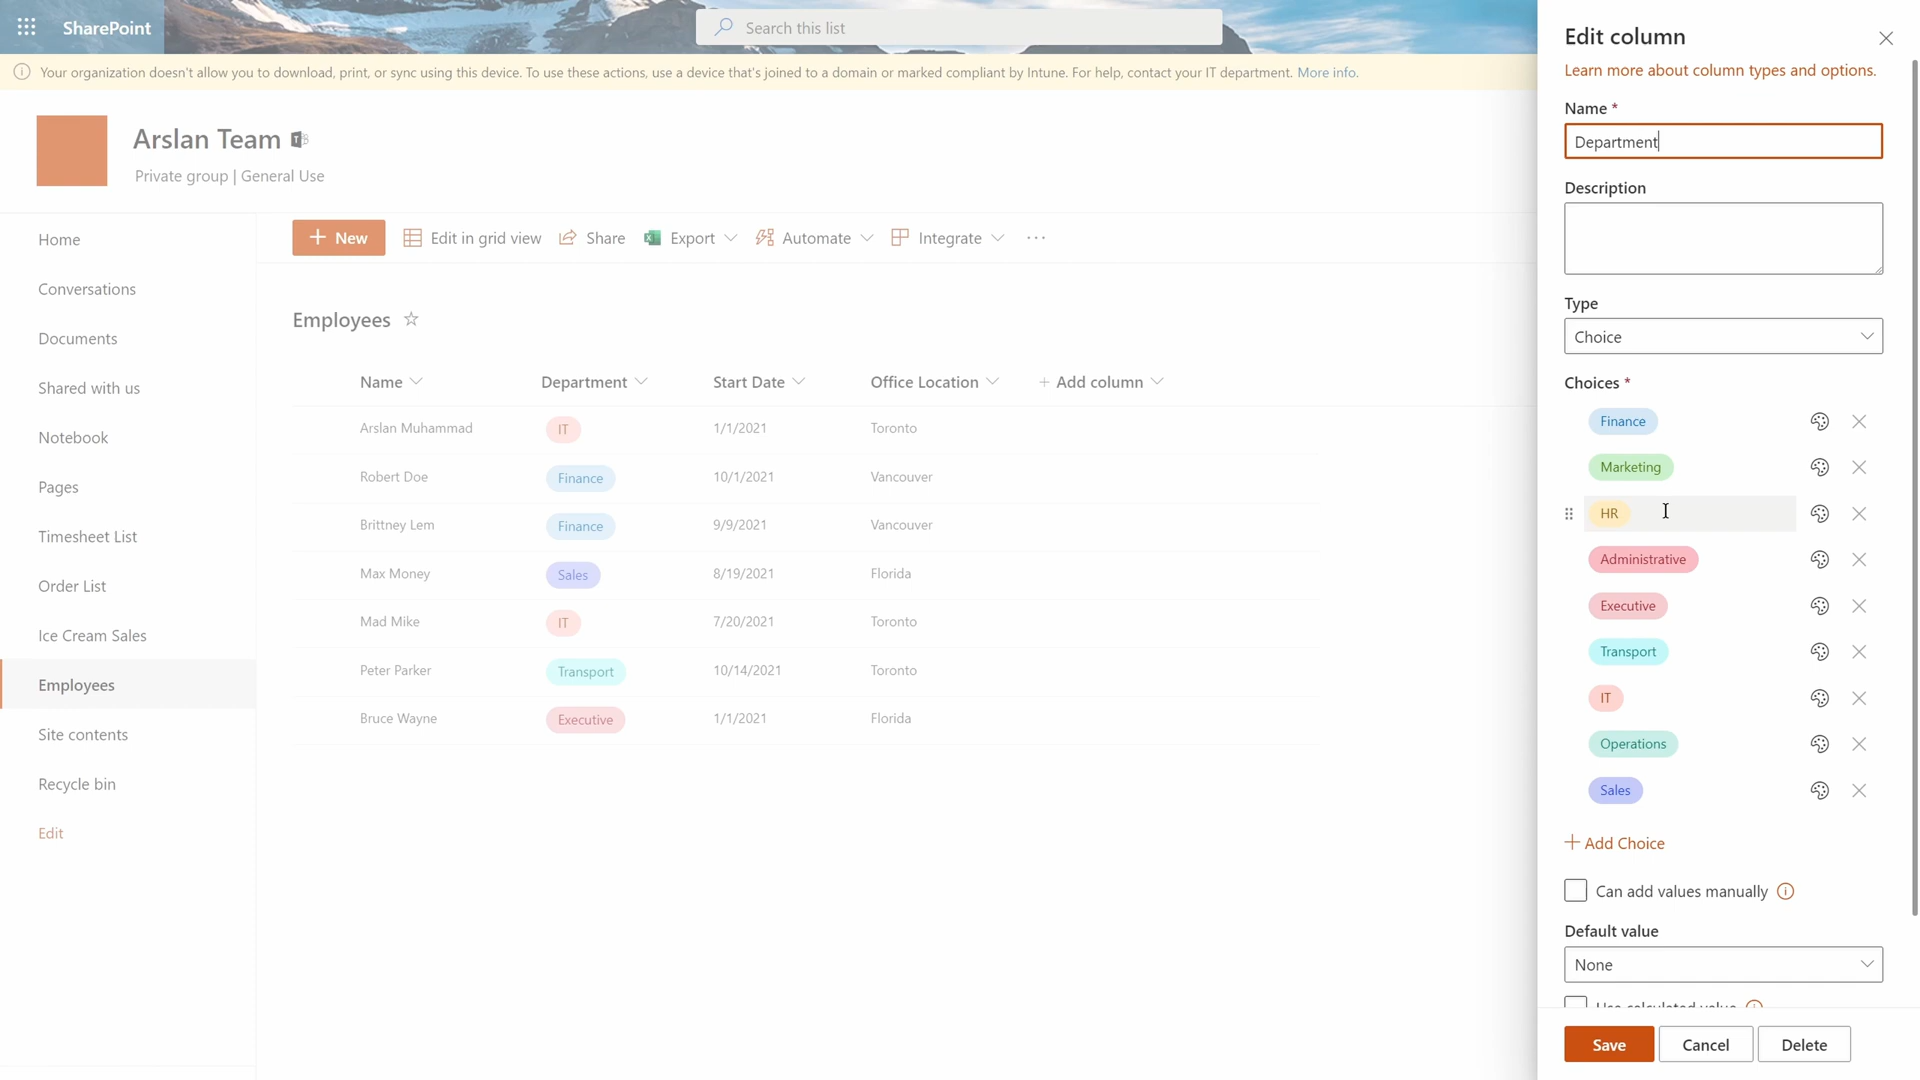 SharePoint
Search this list
Your organization doesn't allow you to download, print, or sync using this device. To use these actions, use a device that's joined to a domain or marked compliant by Intune. For help, contact your IT department. More info.
Arslan Team
Private group | General Use
Home
Conversations
Documents
Shared with us
Notebook
Pages
Timesheet List
Order List
Ice Cream Sales
Employees
Site contents
Recycle bin
Edit
+ New Edit in grid view Share Export Automate Integrate ...
Employees
Name Department Start Date Office Location + Add column
Arslan Muhammad IT 1/1/2021 Toronto
Robert Doe Finance 10/1/2021 Vancouver
Brittney Lem Finance 9/9/2021 Vancouver
Max Money Sales 8/19/2021 Florida
Mad Mike IT 7/20/2021 Toronto
Peter Parker Transport 10/14/2021 Toronto
Bruce Wayne Executive 1/1/2021 Florida
Edit column
Learn more about column types and options.
Name *
Department
Description
Type
Choice
Choices *
Finance
Marketing
HR
Administrative
Executive
Transport
IT
Operations
Sales
+ Add Choice
Can add values manually
Default value
None
Use calculated value
Save Cancel Delete